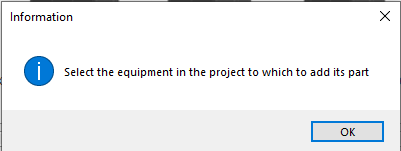 Information
Select the equipment in the project to which to add its part
OK